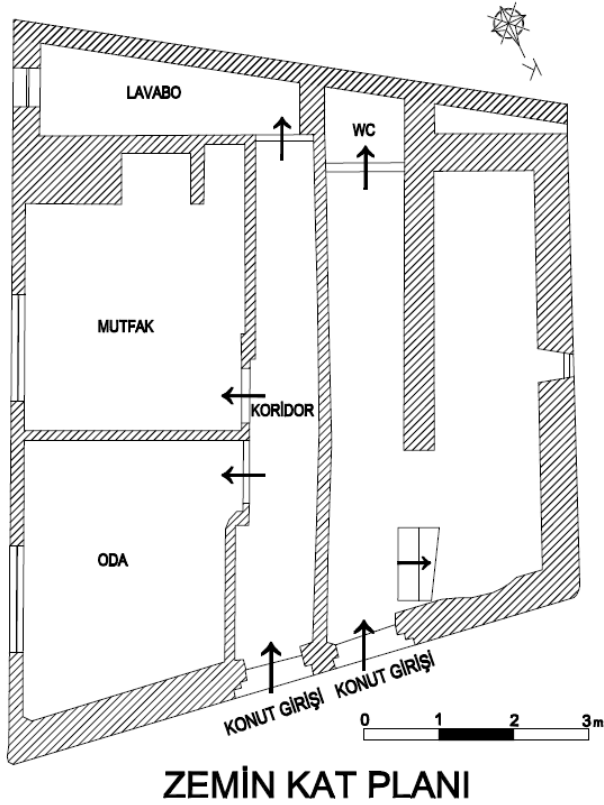 LAVABO
WC
MUTFAK
KORİDOR
ODA
KONUT GİRİŞİ
KONUT GİRİŞİ
0 1 2 3 m
ZEMİN KAT PLANI